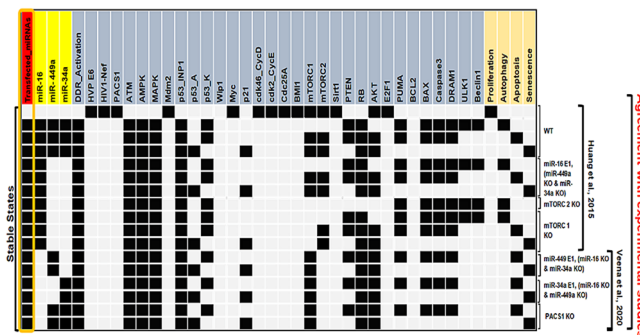 Transfected_miRNAs
miR-16
miR-449a
miR-34a
DDR_Activation
HVP E6
HIV1-Nef
PACS1
ATM
AMPK
MAPK
Mdm2
p53_INP1
p53_A
p53_K
Wip1
Myc
p21
cdk46_CycD
cdk2_CycE
Cdc25A
BMI1
mTORC1
mTORC2
Sirt1
PTEN
RB
AKT
E2F1
PUMA
BCL2
BAX
Caspase3
DRAM1
ULK1
Beclin1
Proliferation
Autophagy
Apoptosis
Senescence
Stable States
WT
miR-16 E1,
(miR-449a
KO & miR-
34a KO)
mTORC 2 KO
mTORC 1
KO
miR-449 E1,
(miR-16 KO
& miR-34a KO)
miR-34a E1, (miR-16 KO
& miR-449a KO)
PACS1 KO
Huang et al., 2015
Veena et al., 2020